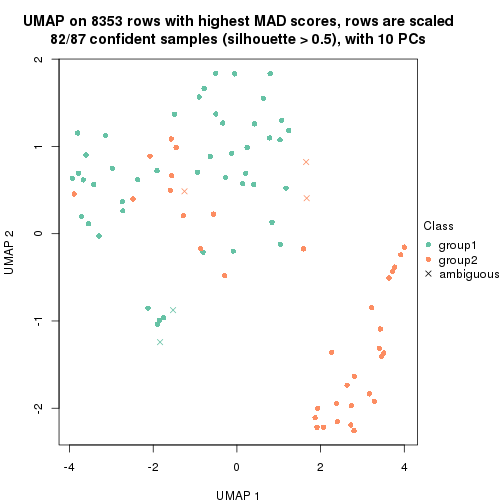 UMAP on 8353 rows with highest MAD scores, rows are scaled
82/87 confident samples (silhouette > 0.5), with 10 PCs
2
1
0
-1
-2
UMAP 2
-4
-2
0
2
4
UMAP 1
Class
group1
group2
ambiguous